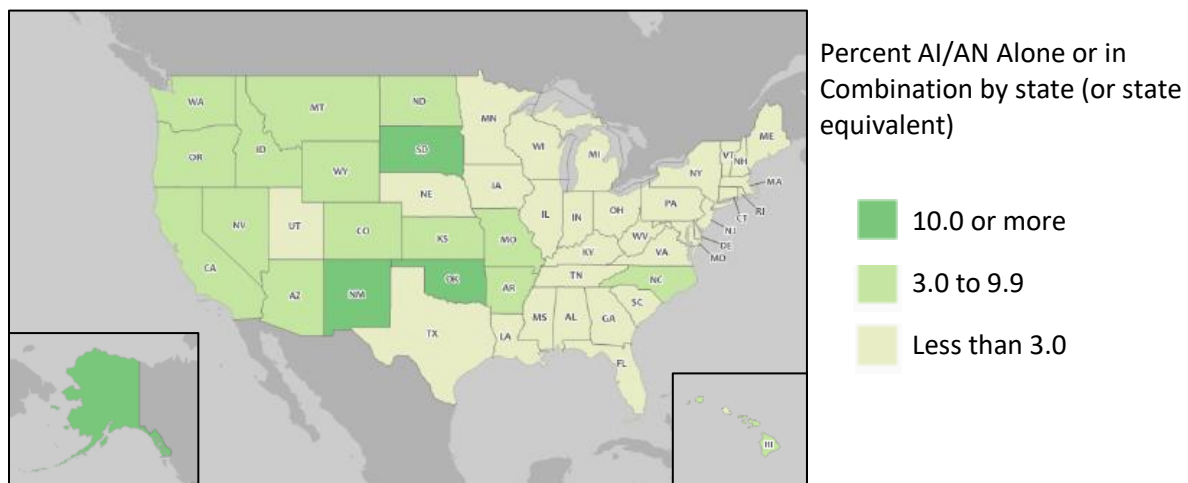 Percent AI/AN Alone or in
Combination by state (or state
equivalent)
10.0 or more
3.0 to 9.9
Less than 3.0
WA
MT
ND
MN
ME
OR
ID
WY
SD
WI
MI
VT
NH
NY
MA
RI
CT
NV
UT
CO
NE
IA
IL
IN
OH
PA
NJ
DE
MD
CA
AZ
NM
KS
MO
KY
WV
VA
OK
AR
TN
NC
SC
TX
LA
MS
AL
GA
FL
HI